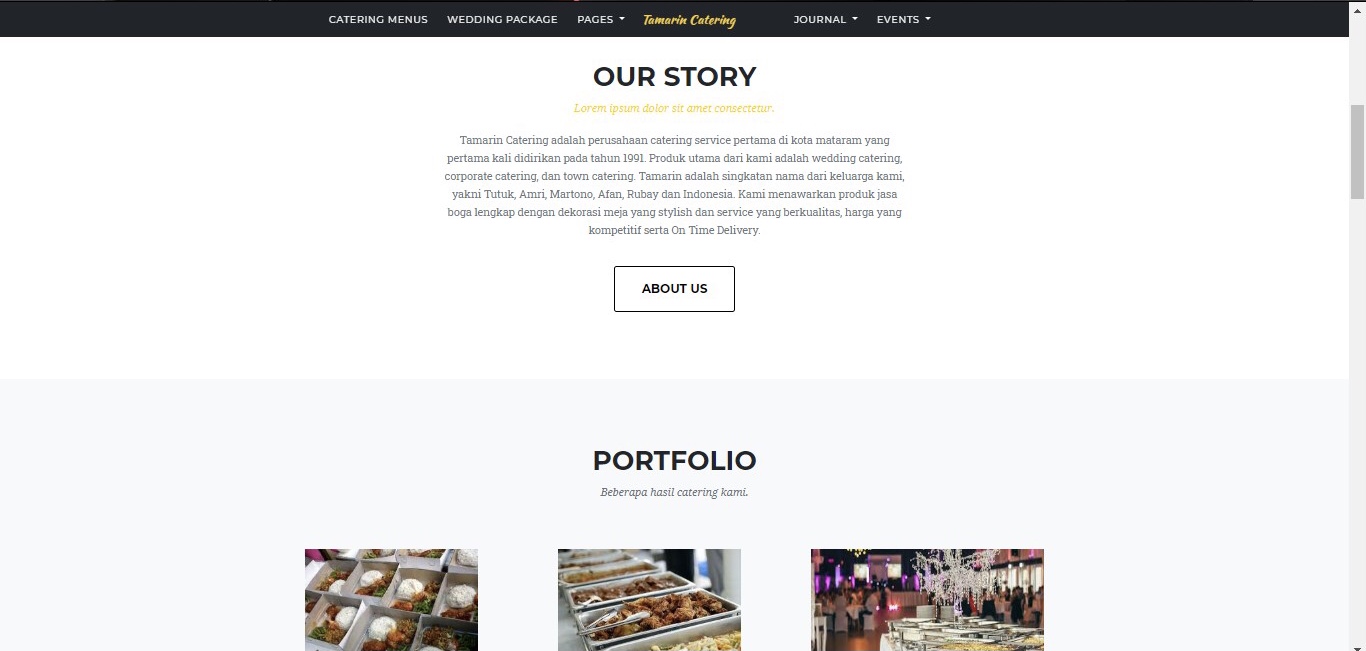 CATERING MENUS WEDDING PACKAGE PAGES Tamarin Catering JOURNAL EVENTS
OUR STORY
Lorem ipsum dolor sit amet consectetur.
Tamarin Catering adalah perusahaan catering service pertama di kota mataram yang
pertama kali didirikan pada tahun 1991. Produk utama dari kami adalah wedding catering,
corporate catering, dan town catering. Tamarin adalah singkatan nama dari keluarga kami,
yakni Tutuk, Amri, Martono, Afan, Rubay dan Indonesia. Kami menawarkan produk jasa
boga lengkap dengan dekorasi meja yang stylish dan service yang berkualitas, harga yang
kompetitif serta On Time Delivery.
ABOUT US
PORTFOLIO
Beberapa hasil catering kami.